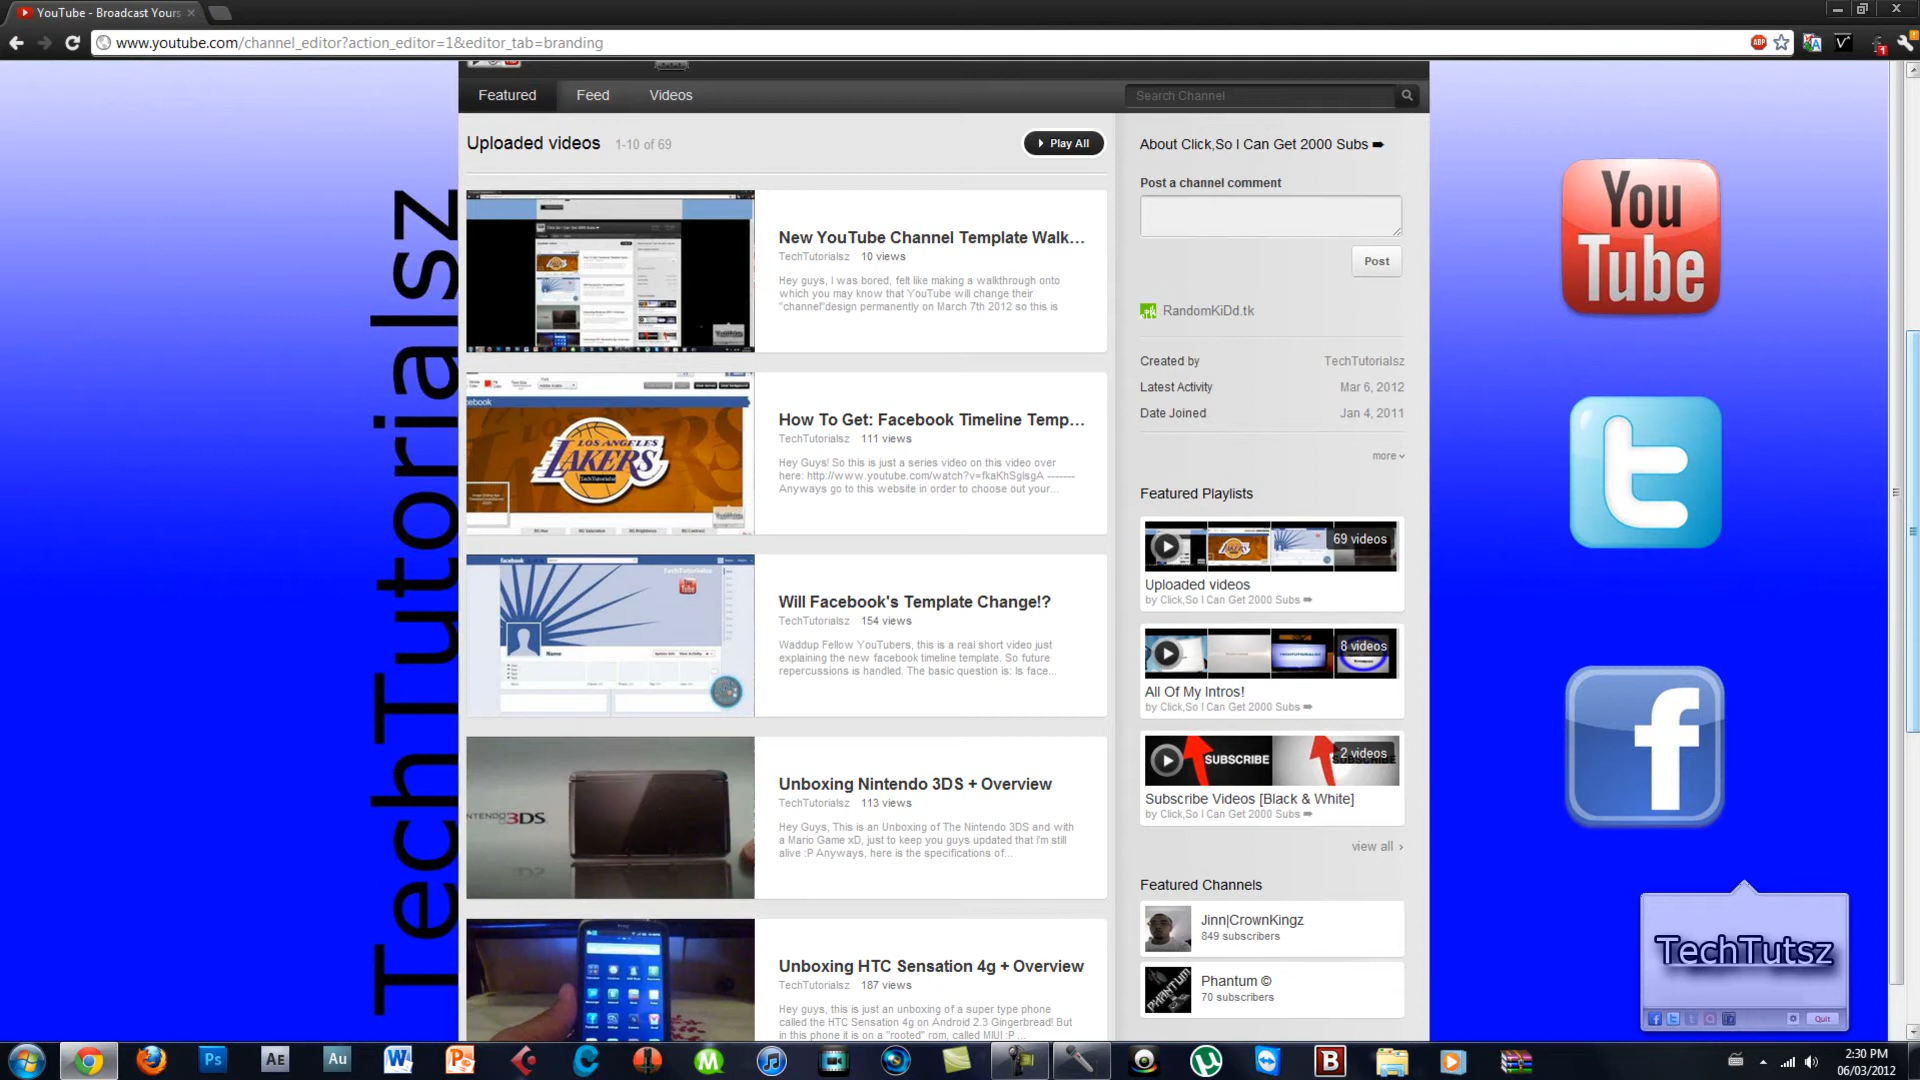 YouTube - Broadcast Yours
www.youtube.com/channel_editor?action_editor=1&editor_tab=branding
Featured
Feed
Videos
Search Channel
TechTutorialsz
Uploaded videos 1-10 of 69
Play All
New YouTube Channel Template Walk...
TechTutorialsz 10 views
Hey guys, I was bored, felt like making a walkthrough onto
which you may know that YouTube will change their
"channel"design permanently on March 7th 2012 so this is
LOS ANGELES
LAKERS
How To Get: Facebook Timeline Temp...
TechTutorialsz 111 views
Hey Guys! So this is just a series video on this video over
here: http://www.youtube.com/watch?v=fkaKhSglsgA -------
Anyways go to this website in order to choose out your...
facebook
Name
Will Facebook's Template Change!?
TechTutorialsz 154 views
Waddup Fellow YouTubers, this is a real short video just
explaining the new facebook timeline template. So future
repercussions is handled. The basic question is: Is face...
NINTENDO 3DS
Unboxing Nintendo 3DS + Overview
TechTutorialsz 113 views
Hey Guys, This is an Unboxing of The Nintendo 3DS and with
a Mario Game xD, just to keep you guys updated that i'm still
alive :P Anyways, here is the specifications of...
Unboxing HTC Sensation 4g + Overview
TechTutorialsz 187 views
Hey guys, this is just an unboxing of a super type phone
called the HTC Sensation 4g on Android 2.3 Gingerbread! But
in this phone it is on a "rooted" rom, called MIUI :P ...
About Click,So I Can Get 2000 Subs ➨
Post a channel comment
Post
RandomKiDd.tk
Created by TechTutorialsz
Latest Activity Mar 6, 2012
Date Joined Jan 4, 2011
more
Featured Playlists
69 videos
Uploaded videos
by Click,So I Can Get 2000 Subs ➨
8 videos
All Of My Intros!
by Click,So I Can Get 2000 Subs ➨
SUBSCRIBE
2 videos
Subscribe Videos [Black & White]
by Click,So I Can Get 2000 Subs ➨
view all ›
Featured Channels
Jinn|CrownKingz
849 subscribers
PHANTUM
Phantum ©
70 subscribers
You
Tube
TechTutsz
Quit
ABP
1
Ps
AE
Au
2:30 PM
06/03/2012